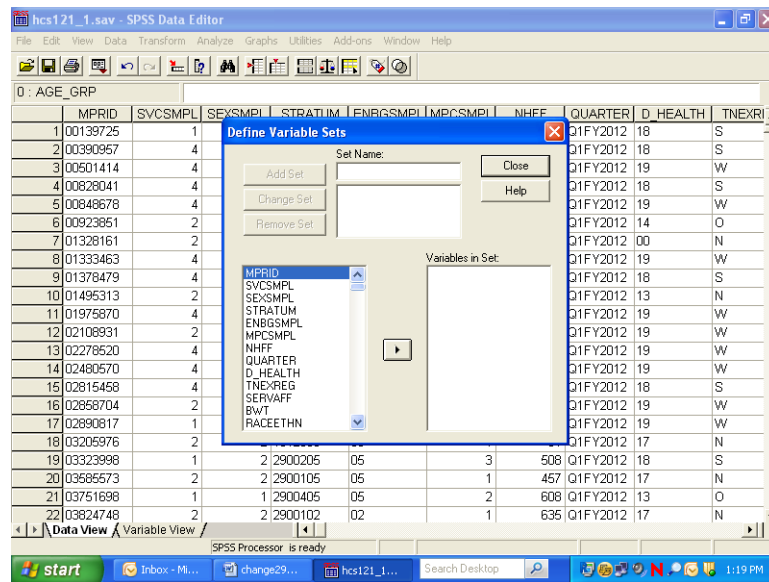 hcs121_1.sav - SPSS Data Editor
File Edit View Data Transform Analyze Graphs Utilities Add-ons Window Help
0 : AGE_GRP
MPRID SVCSMPL SEXSMPL STRATUM ENBGSMPL MPCSMPL NHFF QUARTER D_HEALTH TNEXRE
Define Variable Sets
Set Name:
Add Set
Change Set
Remove Set
Close
Help
Variables in Set:
MPRID
SVCSMPL
SEXSMPL
STRATUM
ENBGSMPL
MPCSMPL
NHFF
QUARTER
D_HEALTH
TNEXREG
SERVAFF
BWT
RACEETHN
1 00139725 1 Q1FY2012 18 S
2 00390957 4 Q1FY2012 18 S
3 00501414 4 Q1FY2012 19 W
4 00828041 4 Q1FY2012 18 S
5 00848678 4 Q1FY2012 19 W
6 00923851 2 Q1FY2012 14 O
7 01328161 2 Q1FY2012 00 N
8 01333463 4 Q1FY2012 19 W
9 01378479 4 Q1FY2012 18 S
10 01495313 2 Q1FY2012 13 N
11 01975870 4 Q1FY2012 19 W
12 02108931 2 Q1FY2012 19 W
13 02278520 4 Q1FY2012 19 W
14 02480570 4 Q1FY2012 19 W
15 02815458 4 Q1FY2012 18 S
16 02858704 2 Q1FY2012 19 W
17 02890817 1 Q1FY2012 19 W
18 03205976 2 Q1FY2012 17 N
19 03323998 1 2 2900205 05 3 508 Q1FY2012 18 S
20 03585573 2 2 2900105 05 1 457 Q1FY2012 17 N
21 03751698 1 1 2900405 05 2 608 Q1FY2012 13 O
22 03824748 2 2 2900102 02 1 635 Q1FY2012 17 N
Data View Variable View
SPSS Processor is ready
start Inbox - Mi... change29... hcs121_1... Search Desktop 1:19 PM